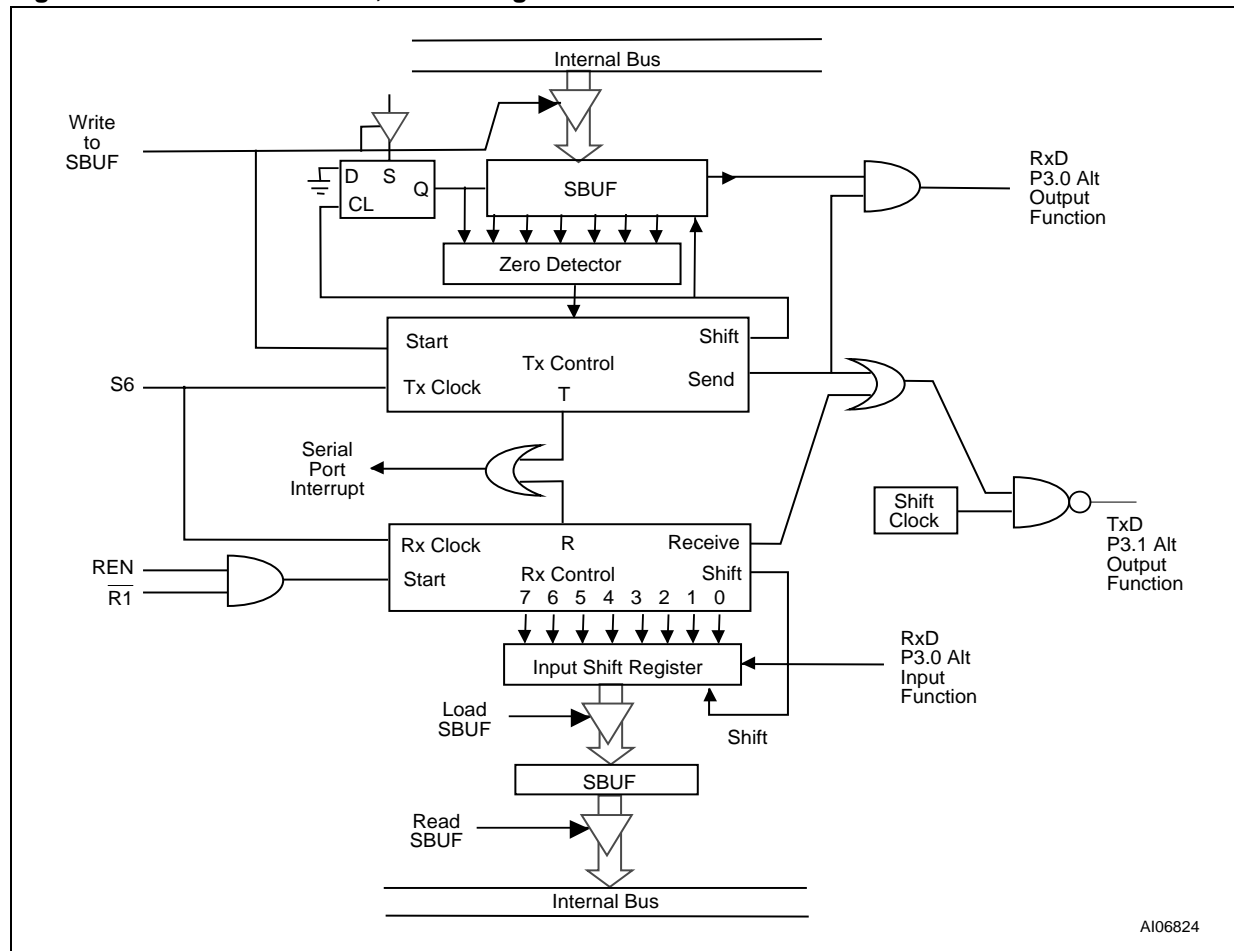 Internal Bus
Write
to
SBUF
D S
Q
CL
SBUF
RxD
P3.0 Alt
Output
Function
Zero Detector
Start
Shift
Tx Control
Send
S6
Tx Clock
T
Serial
Port
Interrupt
Shift
Clock
TxD
P3.1 Alt
Output
Function
Rx Clock
R
Receive
REN
Start
Shift
R1
Rx Control
7 6 5 4 3 2 1 0
Input Shift Register
RxD
P3.0 Alt
Input
Function
Load
SBUF
Shift
SBUF
Read
SBUF
Internal Bus
AI06824